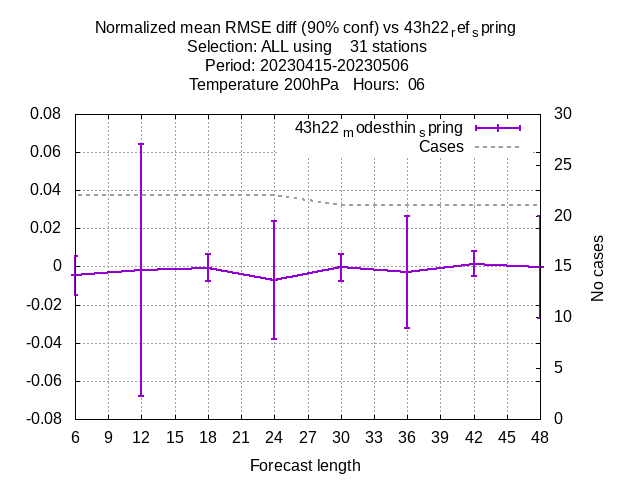 Normalized mean RMSE diff (90% conf) vs 43h22refspring
Selection: ALL using 31 stations
Period: 20230415-20230506
Temperature 200hPa Hours: 06
43h22modesthinspring
Cases
0.08
0.06
0.04
0.02
0
-0.02
-0.04
-0.06
-0.08
30
25
20
15
10
5
0
No cases
6 9 12 15 18 21 24 27 30 33 36 39 42 45 48
Forecast length